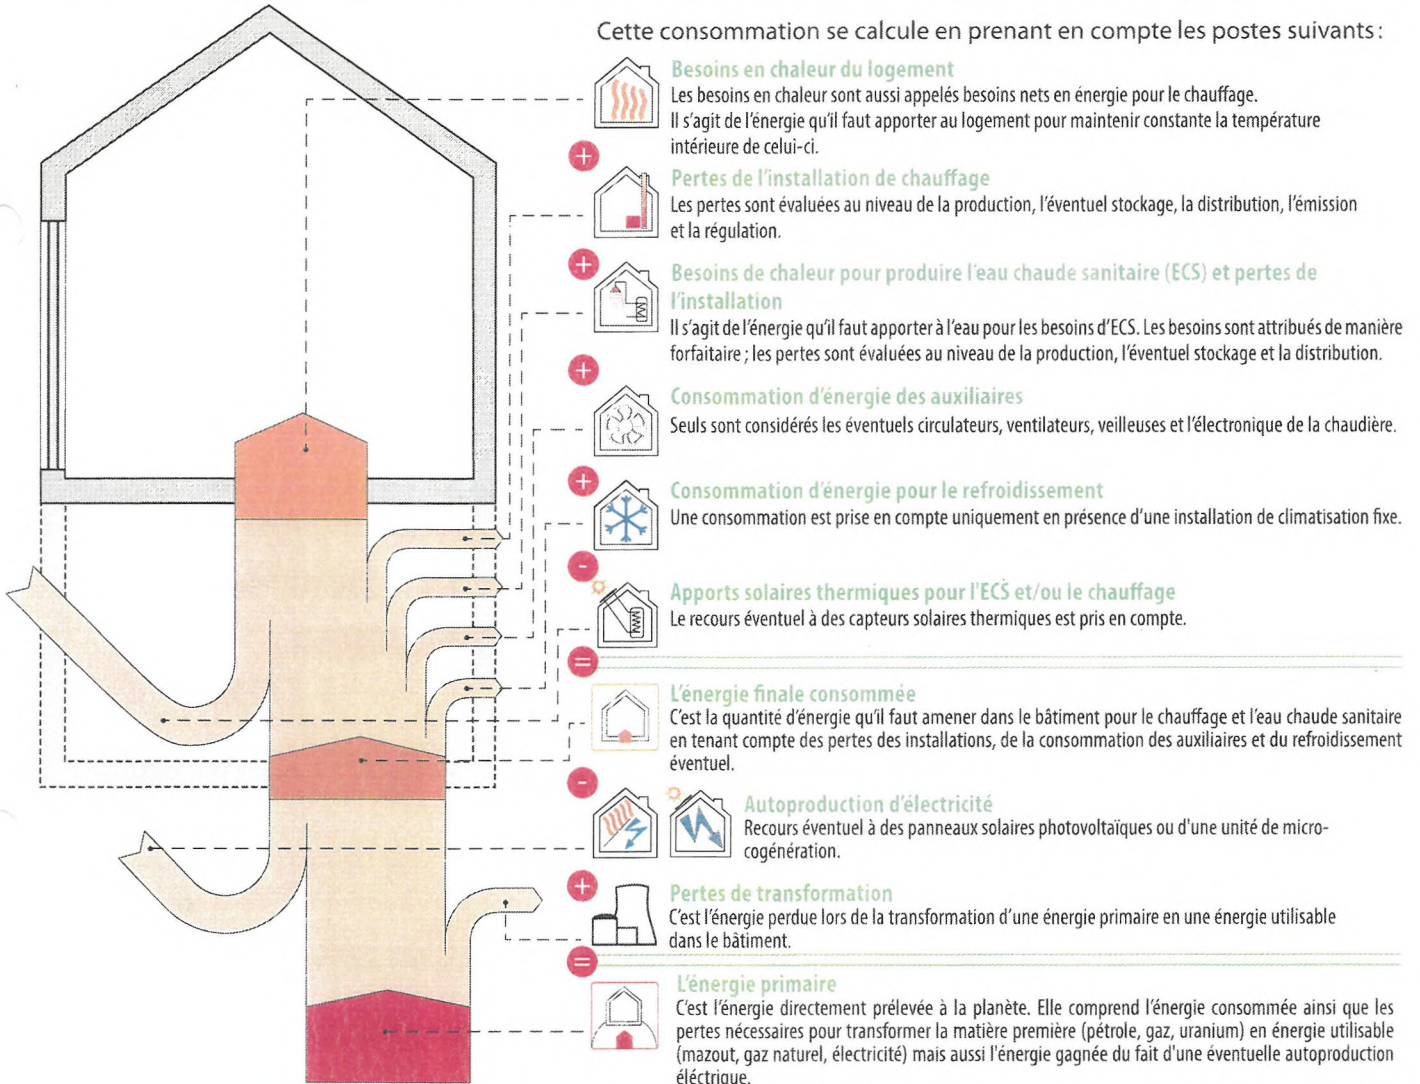 Cette consommation se calcule en prenant en compte les postes suivants :
Besoins en chaleur du logement
Les besoins en chaleur sont aussi appelés besoins nets en énergie pour le chauffage.
Il s'agit de l'énergie qu'il faut apporter au logement pour maintenir constante la température
intérieure de celui-ci.
+
Pertes de l'installation de chauffage
Les pertes sont évaluées au niveau de la production, l'éventuel stockage, la distribution, l'émission
et la régulation.
+
Besoins de chaleur pour produire l'eau chaude sanitaire (ECS) et pertes de
l'installation
Il s'agit de l'énergie qu'il faut apporter à l'eau pour les besoins d'ECS. Les besoins sont attribués de manière
forfaitaire ; les pertes sont évaluées au niveau de la production, l'éventuel stockage et la distribution.
+
Consommation d'énergie des auxiliaires
Seuls sont considérés les éventuels circulateurs, ventilateurs, veilleuses et l'électronique de la chaudière.
+
Consommation d'énergie pour le refroidissement
Une consommation est prise en compte uniquement en présence d'une installation de climatisation fixe.
-
Apports solaires thermiques pour l'ECS et/ou le chauffage
Le recours éventuel à des capteurs solaires thermiques est pris en compte.
=
L'énergie finale consommée
C'est la quantité d'énergie qu'il faut amener dans le bâtiment pour le chauffage et l'eau chaude sanitaire
en tenant compte des pertes des installations, de la consommation des auxiliaires et du refroidissement
éventuel.
-
Autoproduction d'électricité
Recours éventuel à des panneaux solaires photovoltaïques ou d'une unité de micro-
cogénération.
+
Pertes de transformation
C'est l'énergie perdue lors de la transformation d'une énergie primaire en une énergie utilisable
dans le bâtiment.
=
L'énergie primaire
C'est l'énergie directement prélevée à la planète. Elle comprend l'énergie consommée ainsi que les
pertes nécessaires pour transformer la matière première (pétrole, gaz, uranium) en énergie utilisable
(mazout, gaz naturel, électricité) mais aussi l'énergie gagnée du fait d'une éventuelle autoproduction
éléctrique.